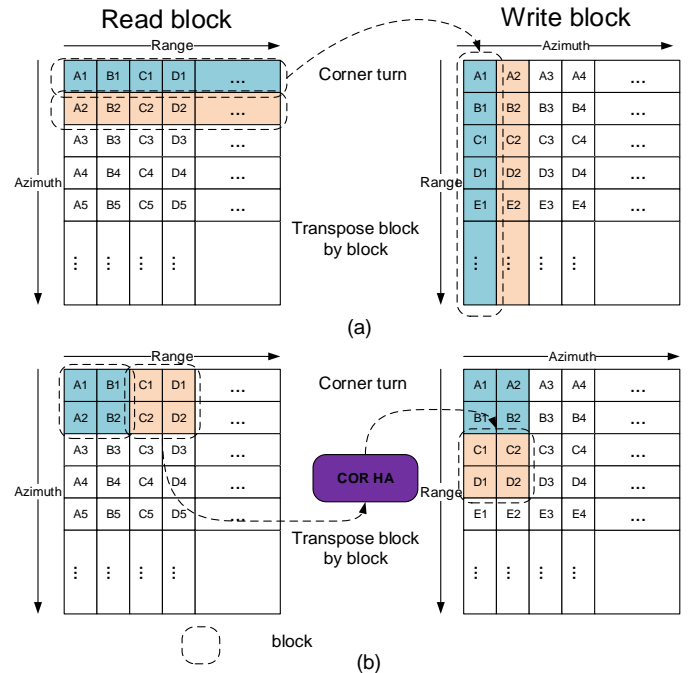 Read block Write block
Range Azimuth
A1 B1 C1 D1 ... Corner turn A1 A2 A3 A4 ...
A2 B2 C2 D2 ... B1 B2 B3 B4 ...
A3 B3 C3 D3 ... C1 C2 C3 C4 ...
Azimuth A4 B4 C4 D4 ... Range D1 D2 D3 D4 ...
A5 B5 C5 D5 ... E1 E2 E3 E4 ...
Transpose block
by block
... ... ... ... ... ... ... ...
(a)
Range Azimuth
A1 B1 C1 D1 ... Corner turn A1 A2 A3 A4 ...
A2 B2 C2 D2 ... B1 B2 B3 B4 ...
A3 B3 C3 D3 ... C1 C2 C3 C4 ...
COR HA
Azimuth A4 B4 C4 D4 ... Range D1 D2 D3 D4 ...
A5 B5 C5 D5 ... E1 E2 E3 E4 ...
Transpose block
by block
... ... ... ... ... ... ... ...
block
(b)